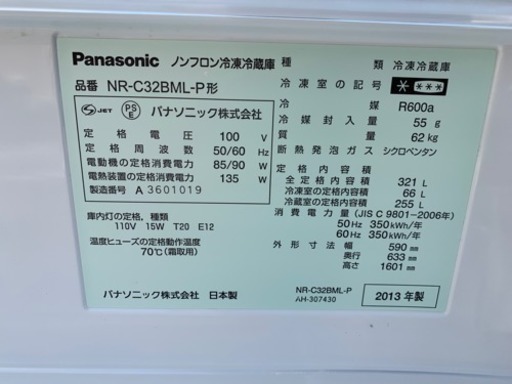 Panasonic ノンフロン冷凍冷蔵庫
品番 NR-C32BML-P形
S JET PS E パナソニック株式会社
定格電圧 100 V
定格周波数 50/60 Hz
電動機の定格消費電力 85/90 W
電熱装置の定格消費電力 135 W
製造番号 A 3601019
庫内灯の定格、種類
110V 15W T20 E12
温度ヒューズの定格動作温度
70℃(霜取用)
パナソニック株式会社 日本製
種類 冷凍冷蔵庫
冷凍室の記号 * ***
冷媒 R600a
冷媒封入量 55 g
質量 62 kg
断熱発泡ガス シクロペンタン
定格内容積
全定格内容積 321 L
冷凍室の内容積 66 L
冷蔵室の内容積 255 L
消費電力量(JIS C 9801-2006年)
50Hz 350kWh/年
60Hz 350kWh/年
外形寸法 幅 590 mm
奥行 633 mm
高さ 1601 mm
NR-C32BML-P
AH-307430
2013年製